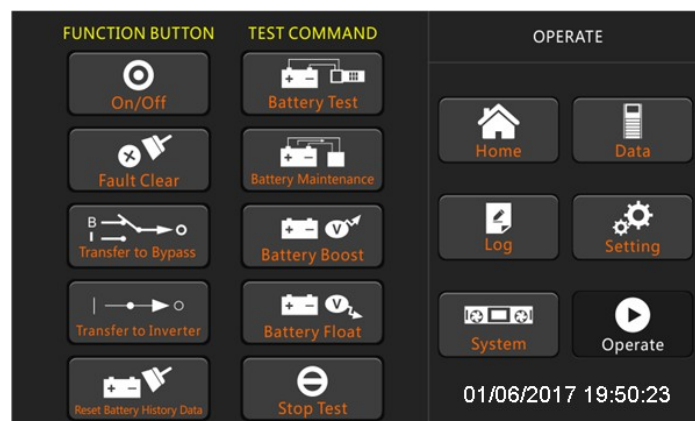 FUNCTION BUTTON
TEST COMMAND
OPERATE
On/Off
Battery Test
Fault Clear
Battery Maintenance
B
I
Transfer to Bypass
V
Battery Boost
Transfer to Inverter
V
Battery Float
Reset Battery History Data
Stop Test
Home
Data
Log
Setting
System
Operate
01/06/2017 19:50:23